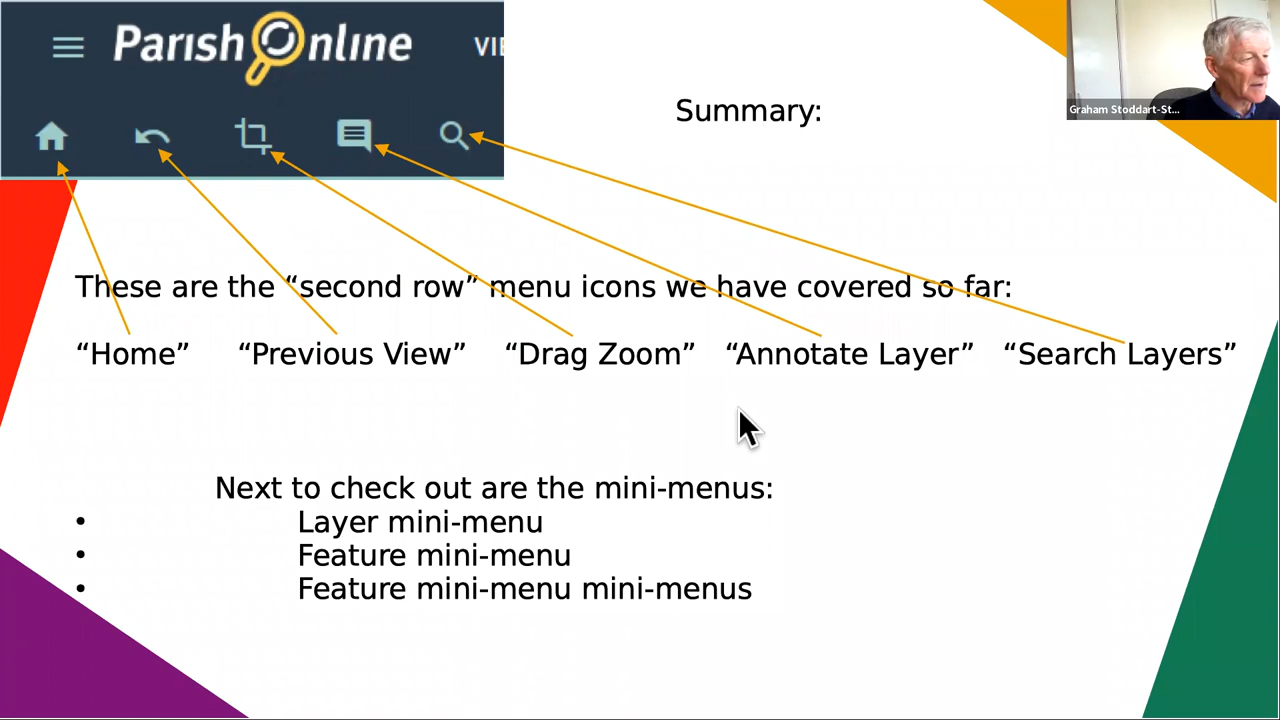 Parish Online
VIE
Graham Stoddart-St...
Summary:
These are the “second row” menu icons we have covered so far:
“Home” “Previous View” “Drag Zoom” “Annotate Layer” “Search Layers”
Next to check out are the mini-menus:
• Layer mini-menu
• Feature mini-menu
• Feature mini-menu mini-menus